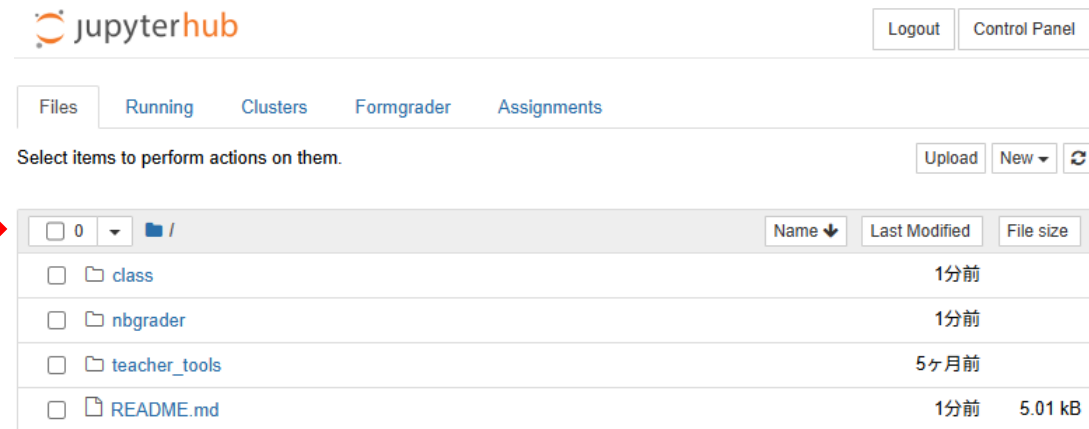 jupyterhub Logout Control Panel
Files Running Clusters Formgrader Assignments
Select items to perform actions on them. Upload New
0 / Name Last Modified File size
class 1分前
nbgrader 1分前
teacher_tools 5ヶ月前
README.md 1分前 5.01 kB